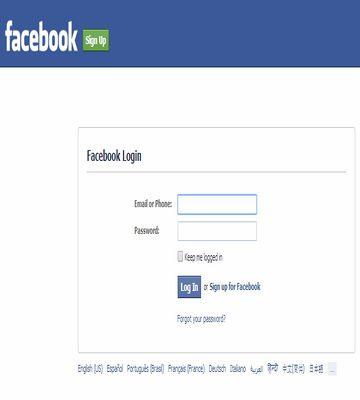 facebook Sign Up
Facebook Login
Email or Phone:
Password:
Keep me logged in
Log In or Sign up for Facebook
Forgot your password?
English (US) Español Português (Brasil) Français (France) Deutsch Italiano العربية हिन्दी 中文(简体) 日本語 ...